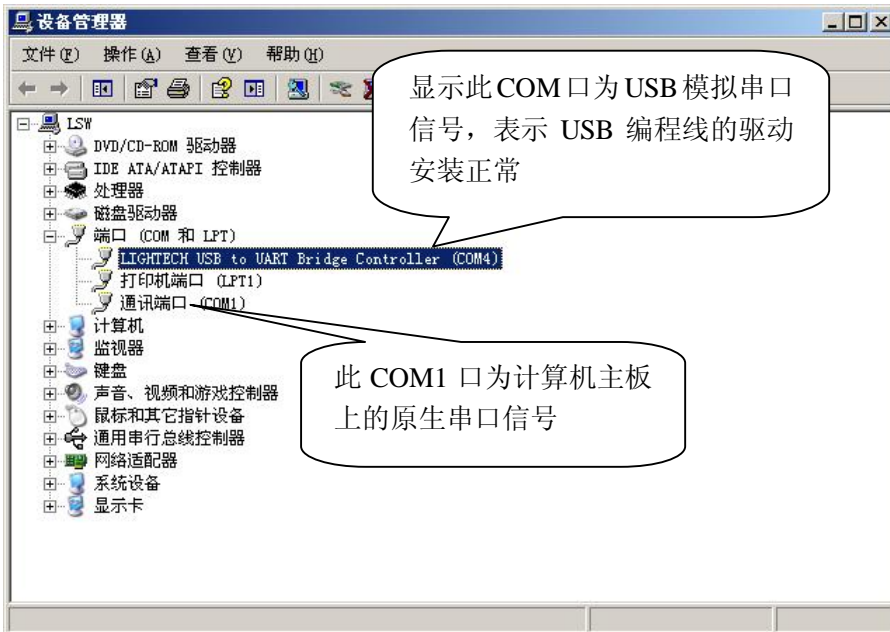 设备管理器
文件(F) 操作(A) 查看(V) 帮助(H)
显示此COM口为USB模拟串口
信号，表示 USB 编程线的驱动
安装正常
LSW
DVD/CD-ROM 驱动器
IDE ATA/ATAPI 控制器
处理器
磁盘驱动器
端口 (COM 和 LPT)
LIGHTECH USB to UART Bridge Controller (COM4)
打印机端口 (LPT1)
通讯端口 (COM1)
计算机
监视器
键盘
声音、视频和游戏控制器
鼠标和其它指针设备
通用串行总线控制器
网络适配器
系统设备
显示卡
此 COM1 口为计算机主板
上的原生串口信号